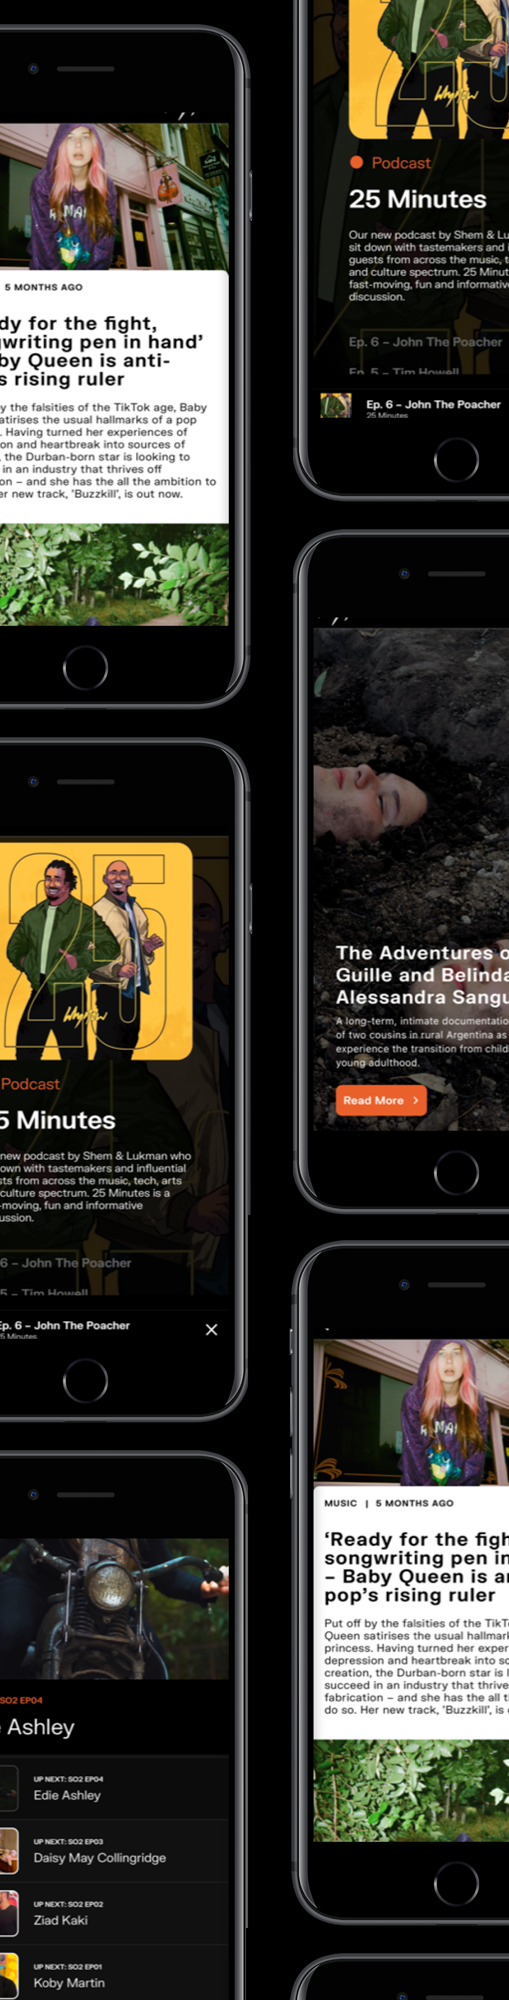 5 MONTHS AGO
dy for the fight,
gwriting pen in hand’
by Queen is anti-
s rising ruler
y the falsities of the TikTok age, Baby
atirises the usual hallmarks of a pop
. Having turned her experiences of
on and heartbreak into sources of
, the Durban-born star is looking to
in an industry that thrives off
on – and she has the all the ambition to
er new track, ‘Buzzkill’, is out now.
25
whynow
Podcast
5 Minutes
new podcast by Shem & Lukman who
own with tastemakers and influential
sts from across the music, tech, arts
culture spectrum. 25 Minutes is a
-moving, fun and informative
ussion.
6 – John The Poacher
5 – Tim Howell
Ep. 6 – John The Poacher
5 Minutes
S02 EP04
e Ashley
UP NEXT: S02 EP04
Edie Ashley
UP NEXT: S02 EP03
Daisy May Collingridge
UP NEXT: S02 EP02
Ziad Kaki
UP NEXT: S02 EP01
Koby Martin
whynow
Podcast
25 Minutes
Our new podcast by Shem & Lu
sit down with tastemakers and i
guests from across the music, t
and culture spectrum. 25 Minut
fast-moving, fun and informative
discussion.
Ep. 6 – John The Poacher
Ep. 5 – Tim Howell
Ep. 6 – John The Poacher
25 Minutes
The Adventures o
Guille and Belinda
Alessandra Sangu
A long-term, intimate documentatio
of two cousins in rural Argentina as
experience the transition from child
young adulthood.
Read More >
MUSIC | 5 MONTHS AGO
‘Ready for the figh
songwriting pen in
– Baby Queen is a
pop’s rising ruler
Put off by the falsities of the TikT
Queen satirises the usual hallmark
princess. Having turned her exper
depression and heartbreak into so
creation, the Durban-born star is l
succeed in an industry that thrive
fabrication – and she has the all t
do so. Her new track, ‘Buzzkill’, is